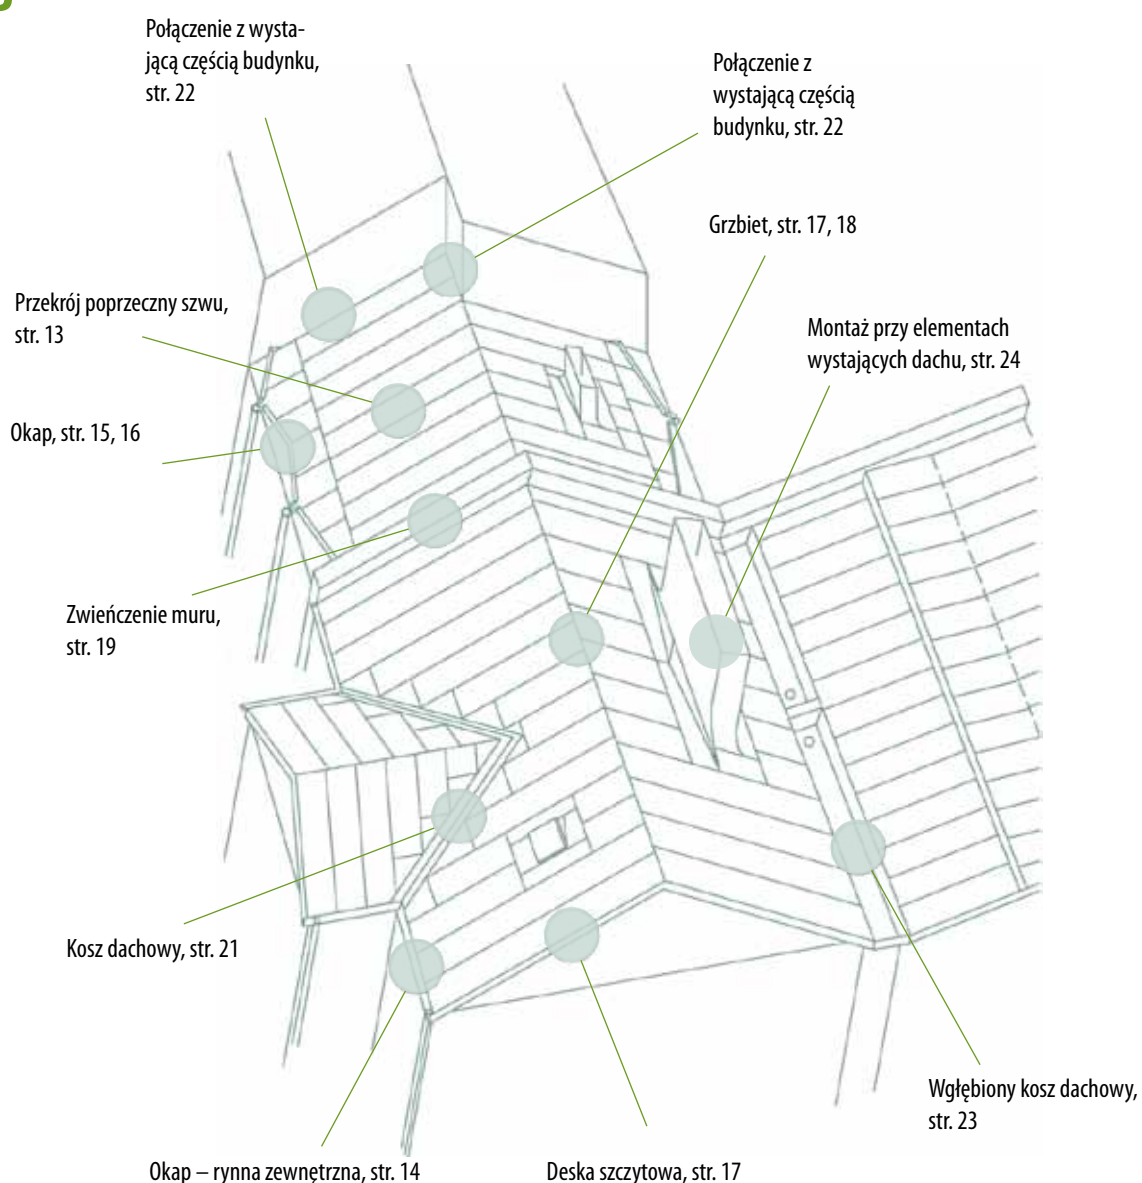 Połączenie z wysta-
jącą częścią budynku,
str. 22
Połączenie z
wystającą częścią
budynku, str. 22
Grzbiet, str. 17, 18
Przekrój poprzeczny szwu,
str. 13
Montaż przy elementach
wystających dachu, str. 24
Okap, str. 15, 16
Zwieńczenie muru,
str. 19
Kosz dachowy, str. 21
Wgłębiony kosz dachowy,
str. 23
Okap – rynna zewnętrzna, str. 14
Deska szczytowa, str. 17